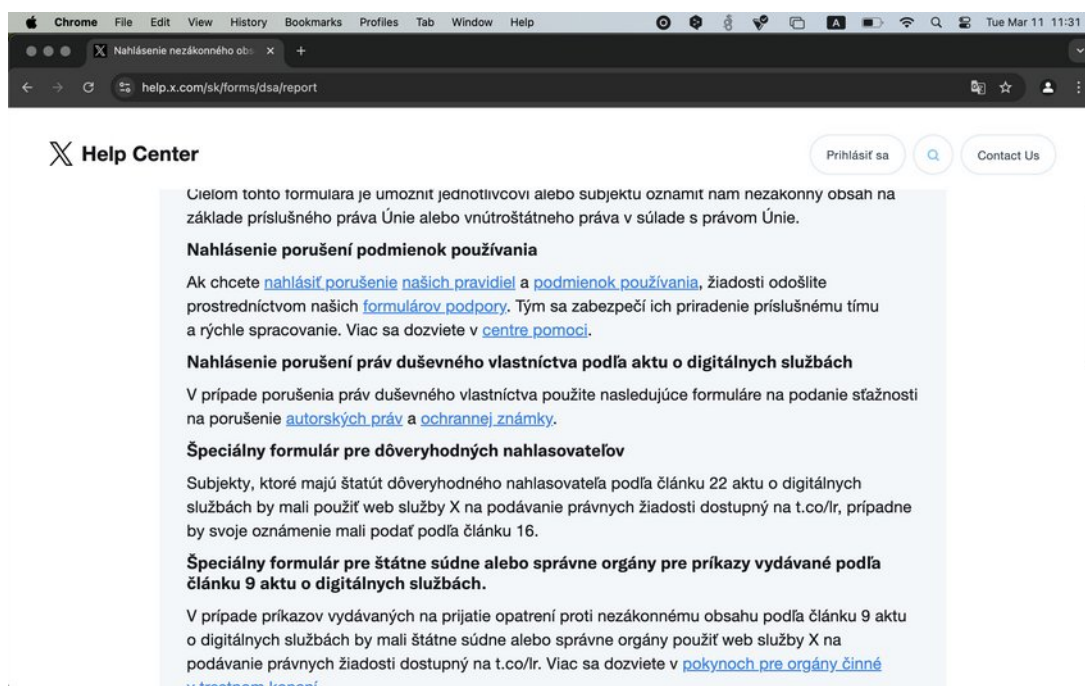 Chrome File Edit View History Bookmarks Profiles Tab Window Help Tue Mar 11 11:31
Nahlásenie nezákonného obs
help.x.com/sk/forms/dsa/report
Help Center Prihlásiť sa Contact Us
Cieľom tohto formulára je umožniť jednotlivcovi alebo subjektu oznámiť nám nezákonný obsah na
základe príslušného práva Únie alebo vnútroštátneho práva v súlade s právom Únie.
Nahlásenie porušení podmienok používania
Ak chcete nahlásiť porušenie našich pravidiel a podmienok používania, žiadosti odošlite
prostredníctvom našich formulárov podpory. Tým sa zabezpečí ich priradenie príslušnému tímu
a rýchle spracovanie. Viac sa dozviete v centre pomoci.
Nahlásenie porušení práv duševného vlastníctva podľa aktu o digitálnych službách
V prípade porušenia práv duševného vlastníctva použite nasledujúce formuláre na podanie sťažnosti
na porušenie autorských práv a ochrannej známky.
Špeciálny formulár pre dôveryhodných nahlasovateľov
Subjekty, ktoré majú štatút dôveryhodného nahlasovateľa podľa článku 22 aktu o digitálnych
službách by mali použiť web služby X na podávanie právnych žiadosti dostupný na t.co/lr, prípadne
by svoje oznámenie mali podať podľa článku 16.
Špeciálny formulár pre štátne súdne alebo správne orgány pre príkazy vydávané podľa
článku 9 aktu o digitálnych službách.
V prípade príkazov vydávaných na prijatie opatrení proti nezákonnému obsahu podľa článku 9 aktu
o digitálnych službách by mali štátne súdne alebo správne orgány použiť web služby X na
podávanie právnych žiadosti dostupný na t.co/lr. Viac sa dozviete v pokynoch pre orgány činné
v trestnom konaní